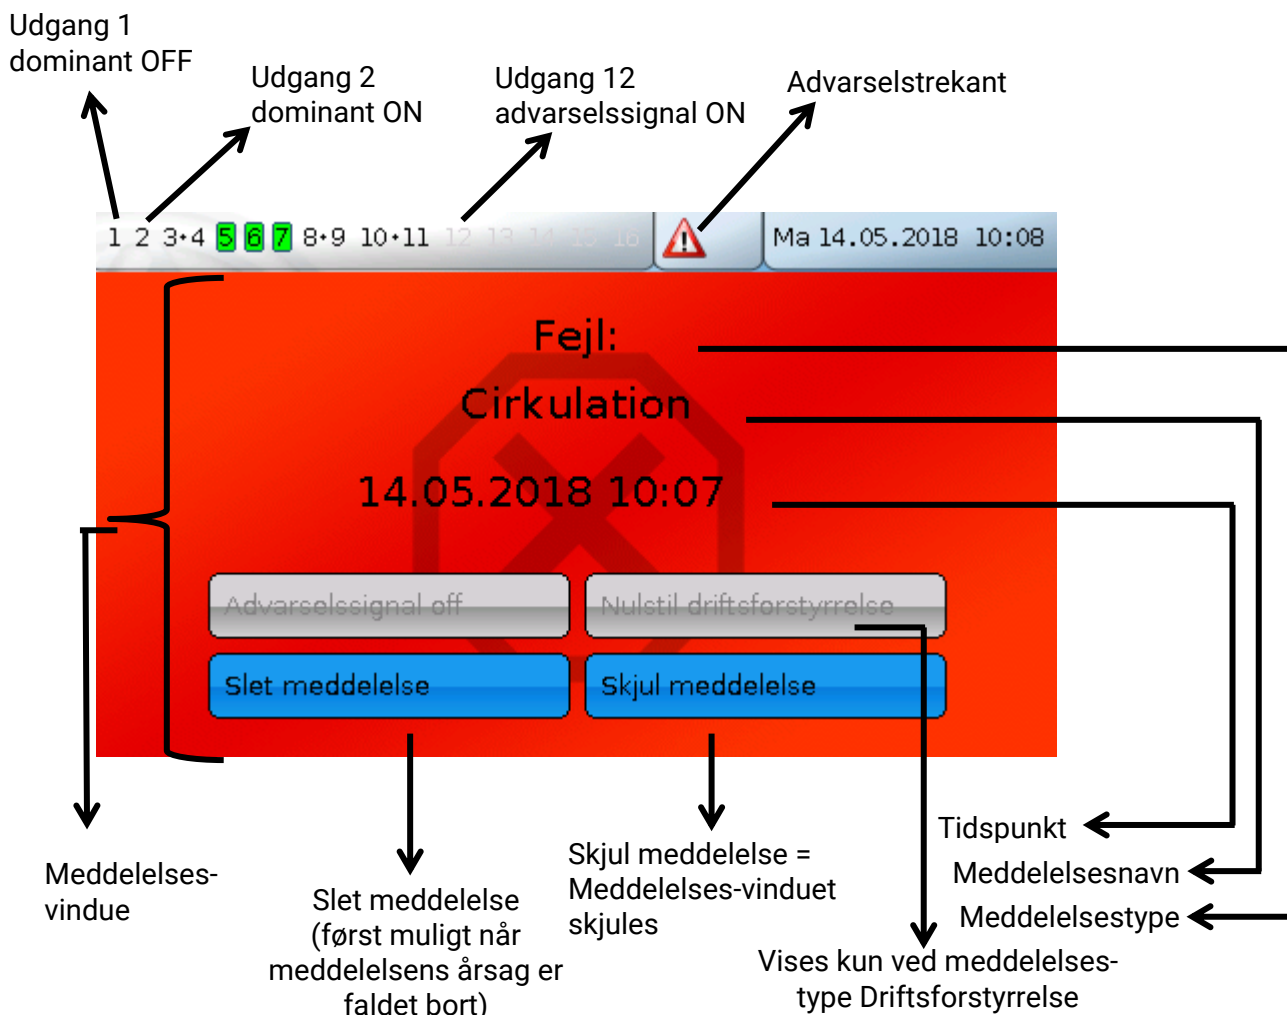 Udgang 1
dominant OFF
Udgang 2
dominant ON
Udgang 12
advarselssignal ON
Advarselstrekant
1 2 3•4 5 6 7 8•9 10•11 12 13 14 15 16
Ma 14.05.2018 10:08
Fejl:
Cirkulation
14.05.2018 10:07
Advarselssignal off
Nulstil driftsforstyrrelse
Slet meddelelse
Skjul meddelelse
Meddelelses-
vindue
Slet meddelelse
(først muligt når
meddelelsens årsag er
faldet bort)
Skjul meddelelse =
Meddelelses-vinduet
skjules
Tidspunkt
Meddelelsesnavn
Meddelelsestype
Vises kun ved meddelelses-
type Driftsforstyrrelse